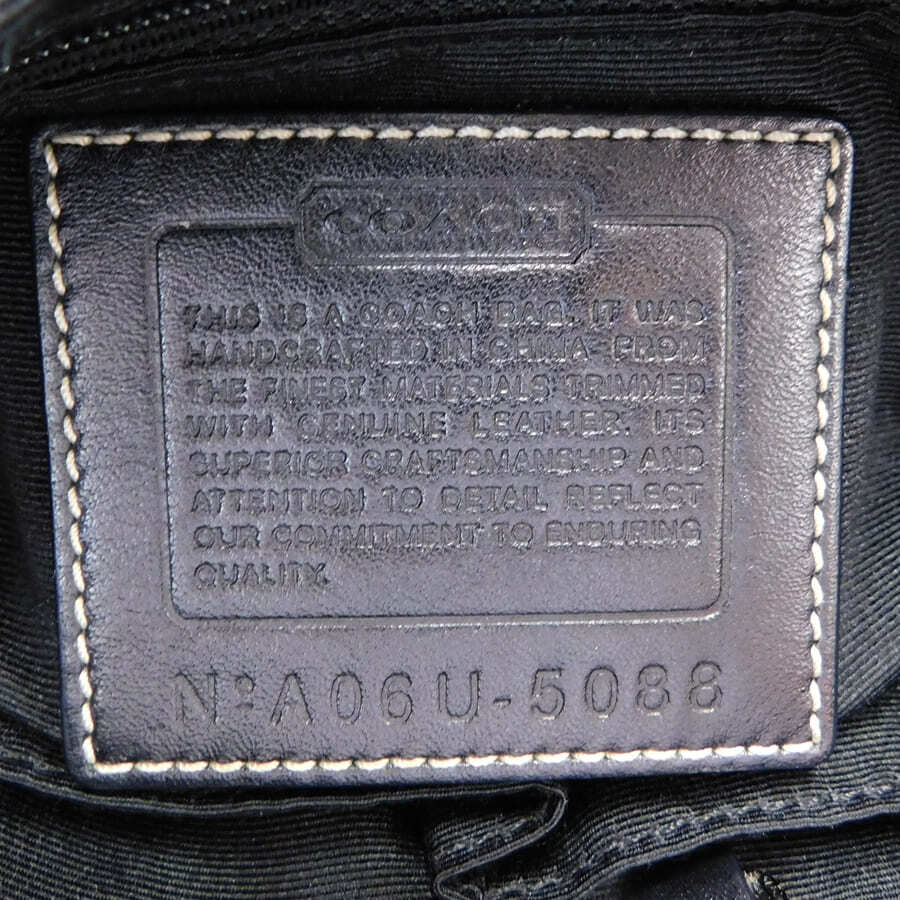 COACH
THIS IS A COACH BAG. IT WAS
HANDCRAFTED IN CHINA FROM
THE FINEST MATERIALS TRIMMED
WITH GENUINE LEATHER. ITS
SUPERIOR CRAFTSMANSHIP AND
ATTENTION TO DETAIL REFLECT
OUR COMMITMENT TO ENDURING
QUALITY.
Nº A06U-5088